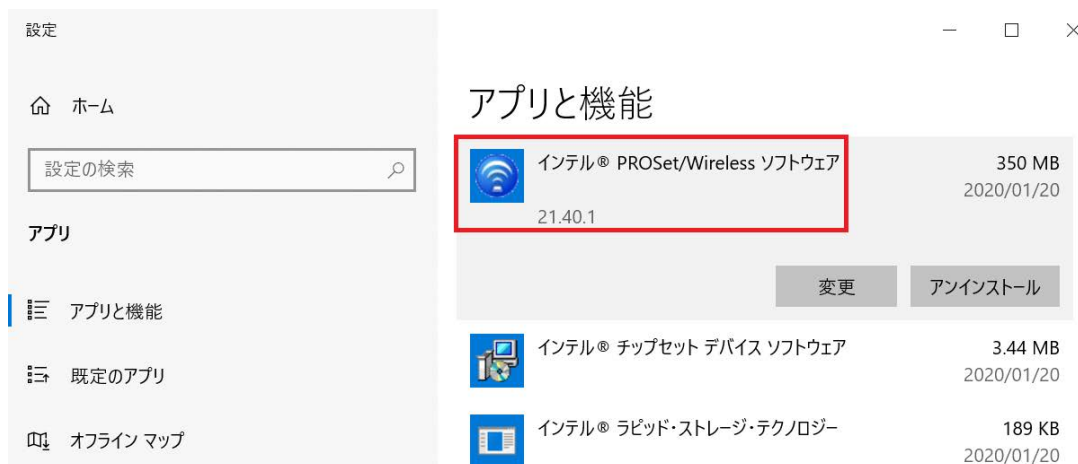 設定
ホーム
設定の検索
アプリ
アプリと機能
既定のアプリ
オフライン マップ
アプリと機能
インテル® PROSet/Wireless ソフトウェア
350 MB
2020/01/20
21.40.1
変更
アンインストール
インテル® チップセット デバイス ソフトウェア
3.44 MB
2020/01/20
インテル® ラピッド・ストレージ・テクノロジー
189 KB
2020/01/20